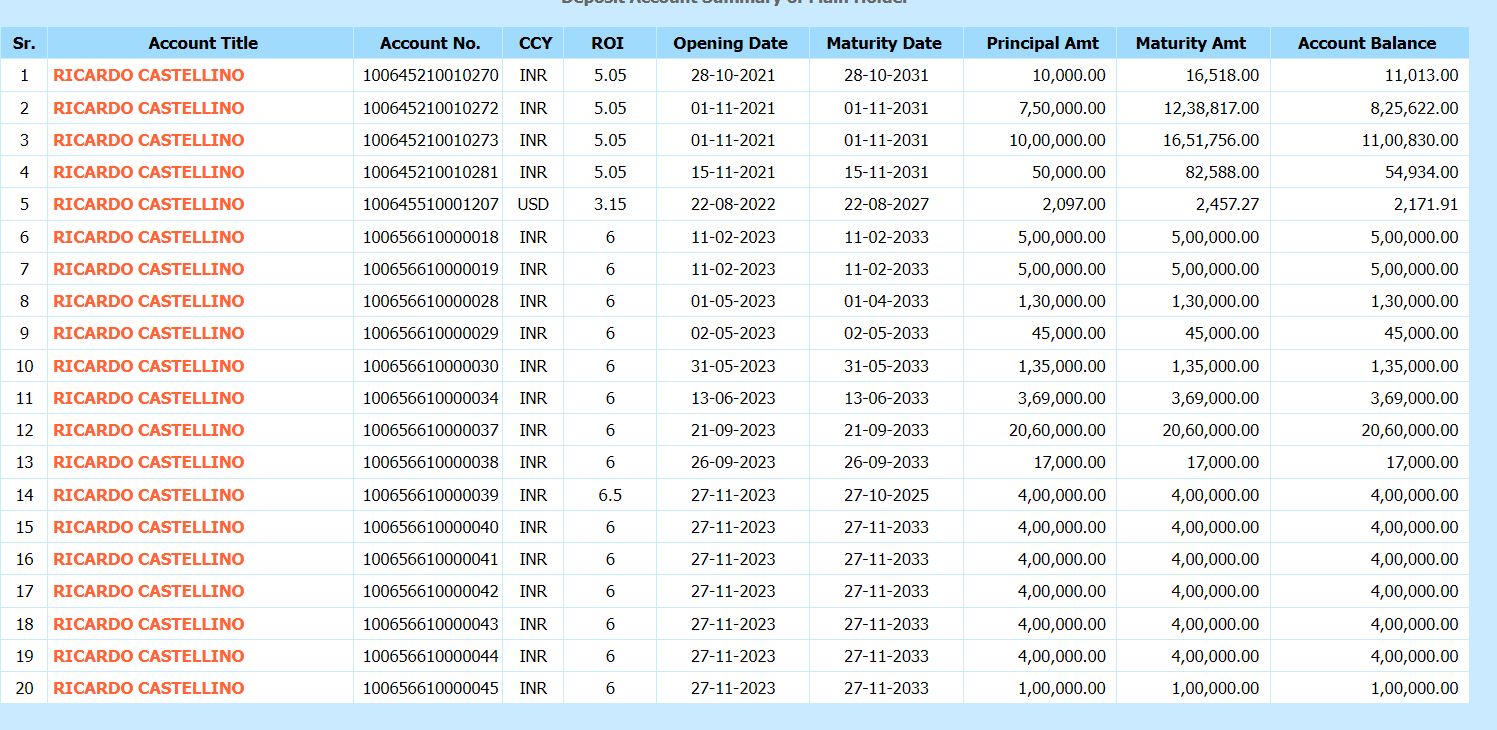 Deposit Account Summary of Main Holder
Sr. Account Title Account No. CCY ROI Opening Date Maturity Date Principal Amt Maturity Amt Account Balance
1 RICARDO CASTELLINO 100645210010270 INR 5.05 28-10-2021 28-10-2031 10,000.00 16,518.00 11,013.00
2 RICARDO CASTELLINO 100645210010272 INR 5.05 01-11-2021 01-11-2031 7,50,000.00 12,38,817.00 8,25,622.00
3 RICARDO CASTELLINO 100645210010273 INR 5.05 01-11-2021 01-11-2031 10,00,000.00 16,51,756.00 11,00,830.00
4 RICARDO CASTELLINO 100645210010281 INR 5.05 15-11-2021 15-11-2031 50,000.00 82,588.00 54,934.00
5 RICARDO CASTELLINO 100645510001207 USD 3.15 22-08-2022 22-08-2027 2,097.00 2,457.27 2,171.91
6 RICARDO CASTELLINO 100656610000018 INR 6 11-02-2023 11-02-2033 5,00,000.00 5,00,000.00 5,00,000.00
7 RICARDO CASTELLINO 100656610000019 INR 6 11-02-2023 11-02-2033 5,00,000.00 5,00,000.00 5,00,000.00
8 RICARDO CASTELLINO 100656610000028 INR 6 01-05-2023 01-04-2033 1,30,000.00 1,30,000.00 1,30,000.00
9 RICARDO CASTELLINO 100656610000029 INR 6 02-05-2023 02-05-2033 45,000.00 45,000.00 45,000.00
10 RICARDO CASTELLINO 100656610000030 INR 6 31-05-2023 31-05-2033 1,35,000.00 1,35,000.00 1,35,000.00
11 RICARDO CASTELLINO 100656610000034 INR 6 13-06-2023 13-06-2033 3,69,000.00 3,69,000.00 3,69,000.00
12 RICARDO CASTELLINO 100656610000037 INR 6 21-09-2023 21-09-2033 20,60,000.00 20,60,000.00 20,60,000.00
13 RICARDO CASTELLINO 100656610000038 INR 6 26-09-2023 26-09-2033 17,000.00 17,000.00 17,000.00
14 RICARDO CASTELLINO 100656610000039 INR 6.5 27-11-2023 27-10-2025 4,00,000.00 4,00,000.00 4,00,000.00
15 RICARDO CASTELLINO 100656610000040 INR 6 27-11-2023 27-11-2033 4,00,000.00 4,00,000.00 4,00,000.00
16 RICARDO CASTELLINO 100656610000041 INR 6 27-11-2023 27-11-2033 4,00,000.00 4,00,000.00 4,00,000.00
17 RICARDO CASTELLINO 100656610000042 INR 6 27-11-2023 27-11-2033 4,00,000.00 4,00,000.00 4,00,000.00
18 RICARDO CASTELLINO 100656610000043 INR 6 27-11-2023 27-11-2033 4,00,000.00 4,00,000.00 4,00,000.00
19 RICARDO CASTELLINO 100656610000044 INR 6 27-11-2023 27-11-2033 4,00,000.00 4,00,000.00 4,00,000.00
20 RICARDO CASTELLINO 100656610000045 INR 6 27-11-2023 27-11-2033 1,00,000.00 1,00,000.00 1,00,000.00